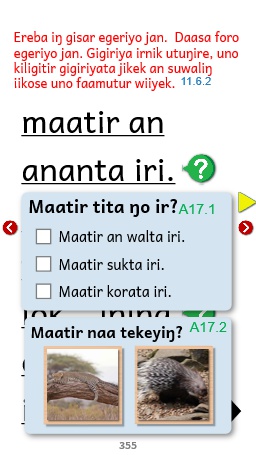 Ereba iŋ gisar egeriyo jan. Daasa foro
egeriyo jan. Gigiriya irnik utuŋire, uno
kiligitir gigiriyata jikek an suwaliŋ
iikose uno faamutur wiiyek. 11.6.2
maatir an
ananta iri. ?
Maatir tita ŋo ir? A17.1
Maatir an walta iri.
Maatir sukta iri.
Maatir korata iri.
Maatir naa tekeyiŋ? A17.2
355